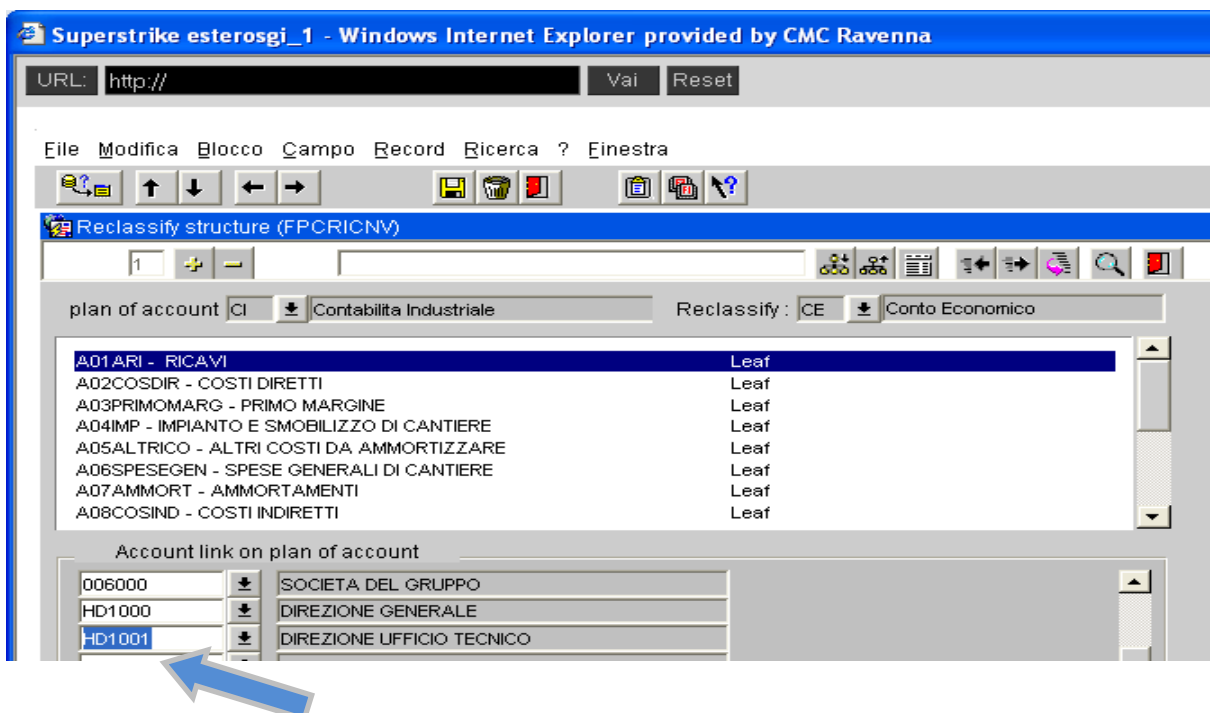 Superstrike esterosgi_1 - Windows Internet Explorer provided by CMC Ravenna
URL: http:// Vai Reset
File Modifica Blocco Campo Record Ricerca ? Finestra
Reclassify structure (FPCRICNV)
1
plan of account CI Contabilita Industriale Reclassify : CE Conto Economico
A01ARI - RICAVI Leaf
A02COSDIR - COSTI DIRETTI Leaf
A03PRIMOMARG - PRIMO MARGINE Leaf
A04IMP - IMPIANTO E SMOBILIZZO DI CANTIERE Leaf
A05ALTRICO - ALTRI COSTI DA AMMORTIZZARE Leaf
A06SPESEGEN - SPESE GENERALI DI CANTIERE Leaf
A07AMMORT - AMMORTAMENTI Leaf
A08COSIND - COSTI INDIRETTI Leaf
Account link on plan of account
006000 SOCIETA DEL GRUPPO
HD1000 DIREZIONE GENERALE
HD1001 DIREZIONE UFFICIO TECNICO